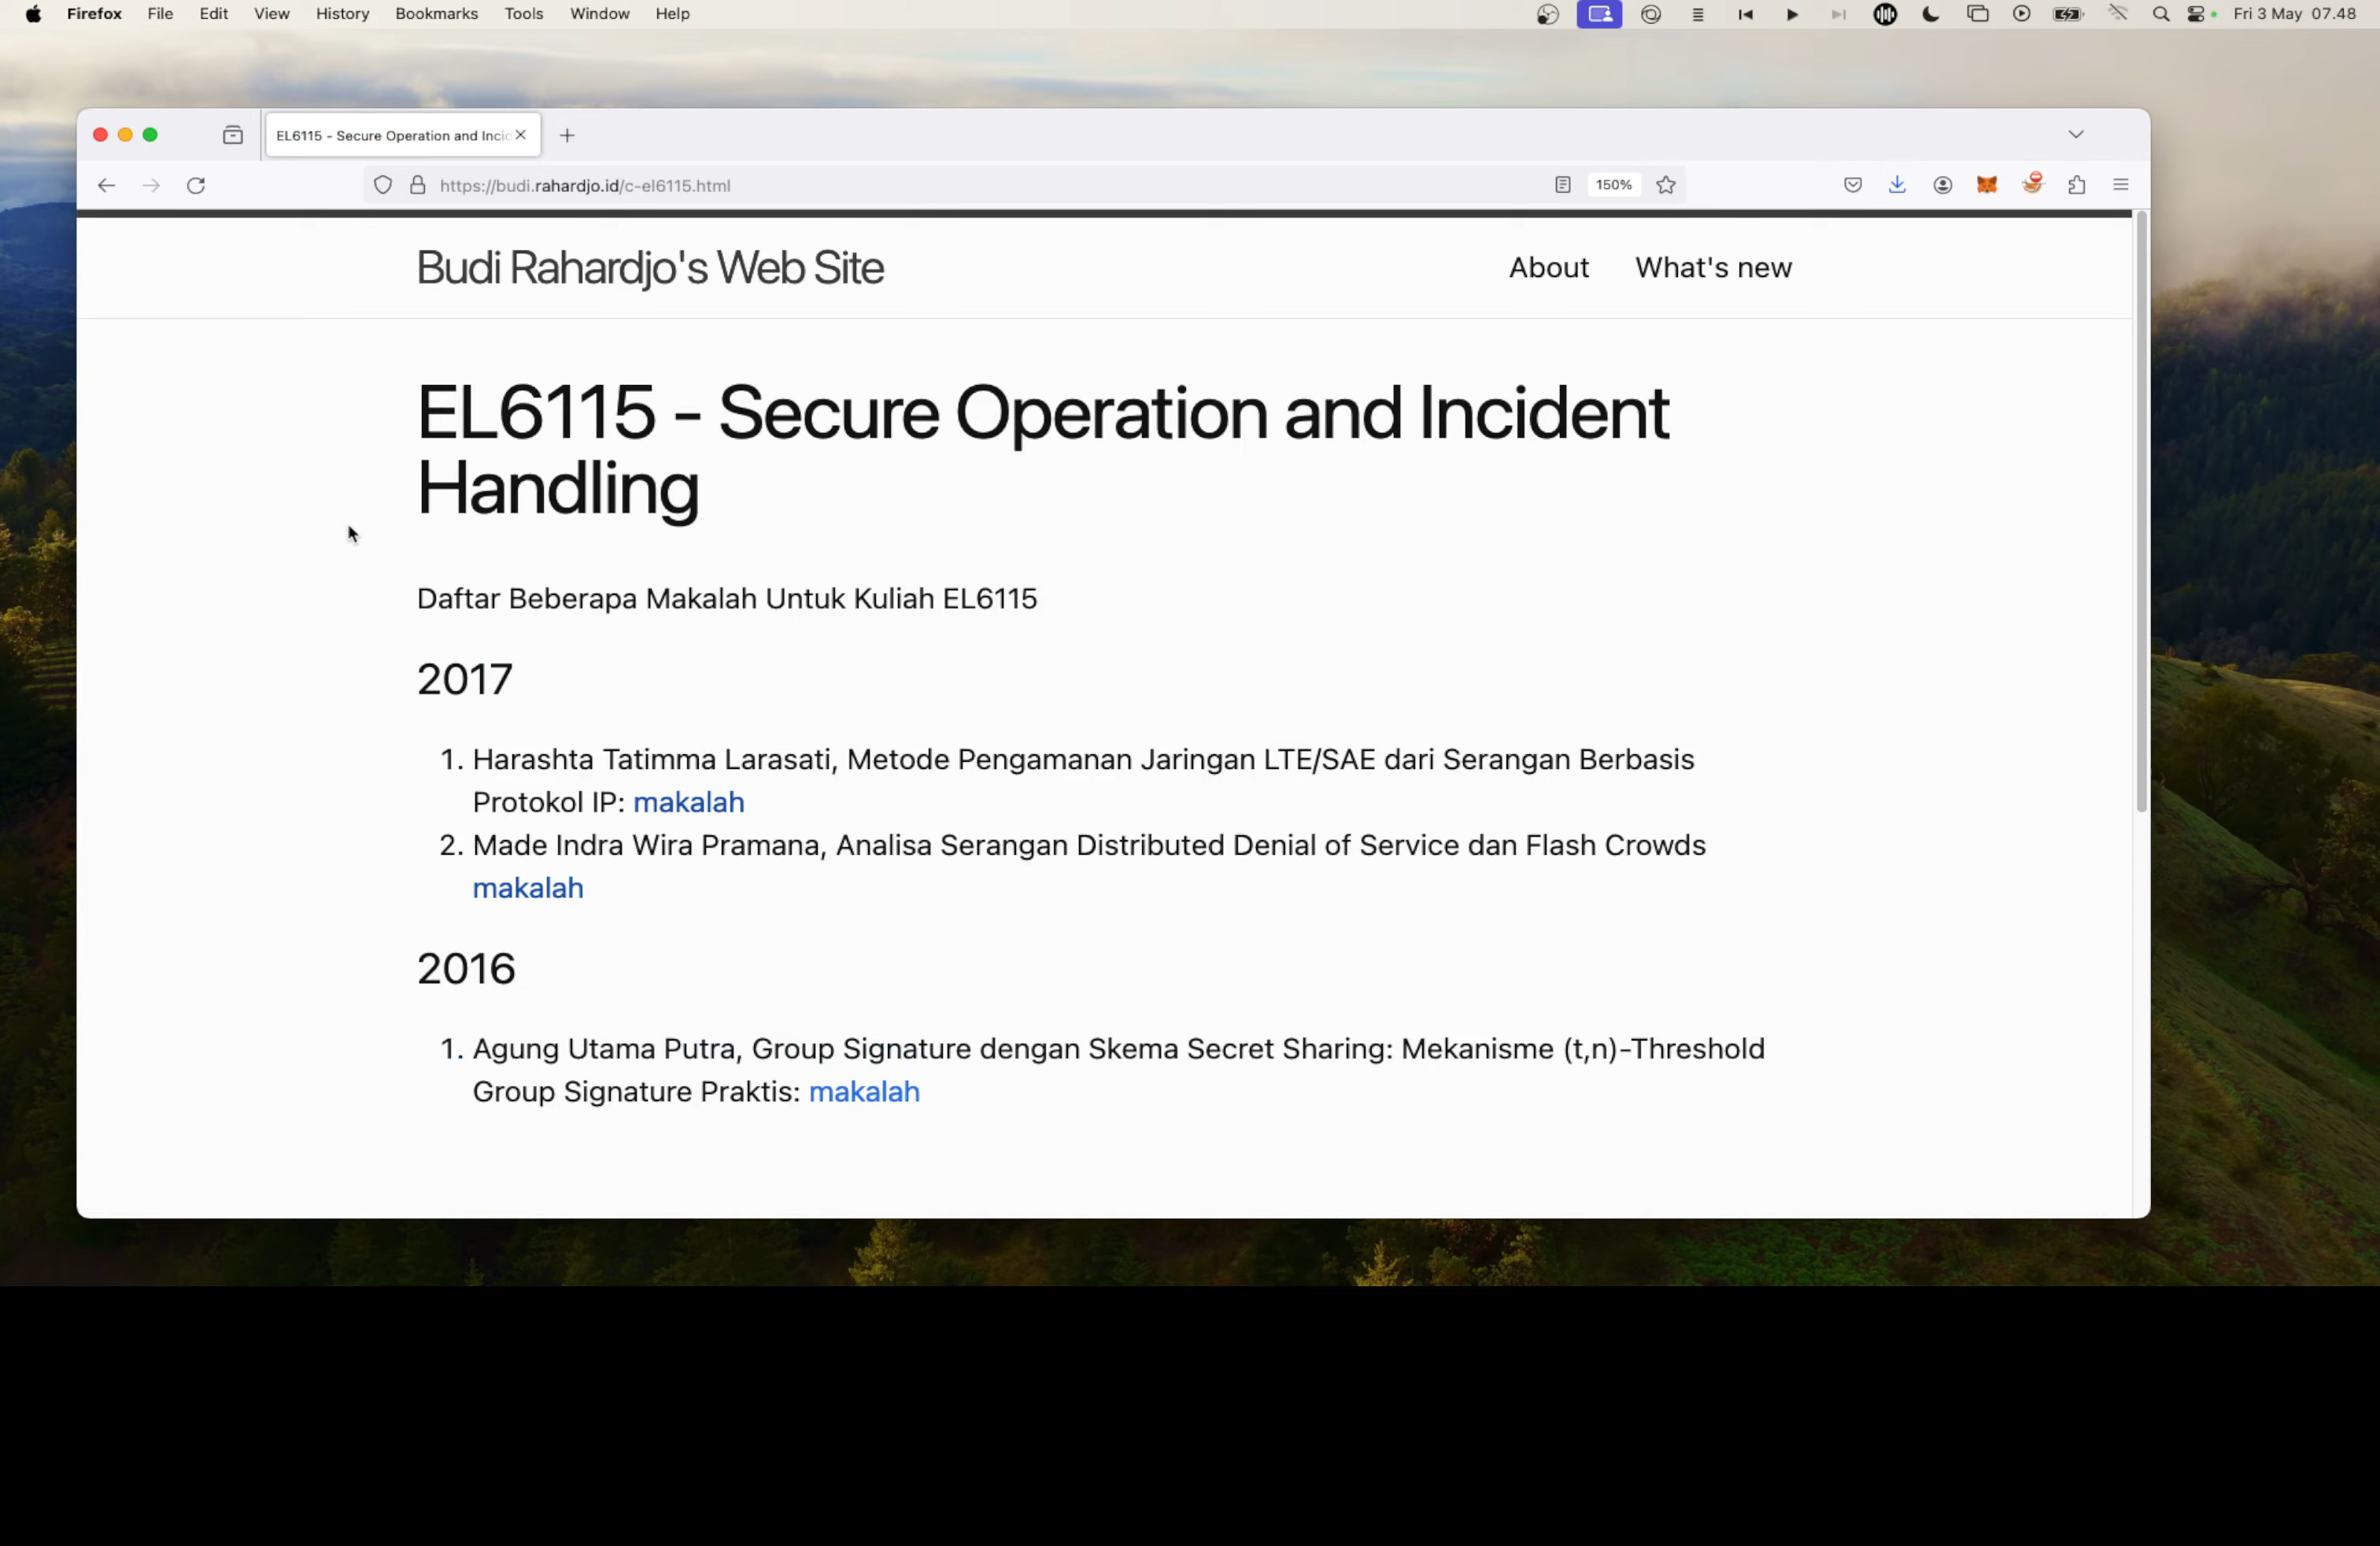 Firefox File Edit View History Bookmarks Tools Window Help Fri 3 May 07.48
EL6115 - Secure Operation and Inci
https://budi.rahardjo.id/c-el6115.html 150%
Budi Rahardjo's Web Site About What's new
EL6115 - Secure Operation and Incident
Handling
Daftar Beberapa Makalah Untuk Kuliah EL6115
2017
1. Harashta Tatimma Larasati, Metode Pengamanan Jaringan LTE/SAE dari Serangan Berbasis
Protokol IP: makalah
2. Made Indra Wira Pramana, Analisa Serangan Distributed Denial of Service dan Flash Crowds
makalah
2016
1. Agung Utama Putra, Group Signature dengan Skema Secret Sharing: Mekanisme (t,n)-Threshold
Group Signature Praktis: makalah